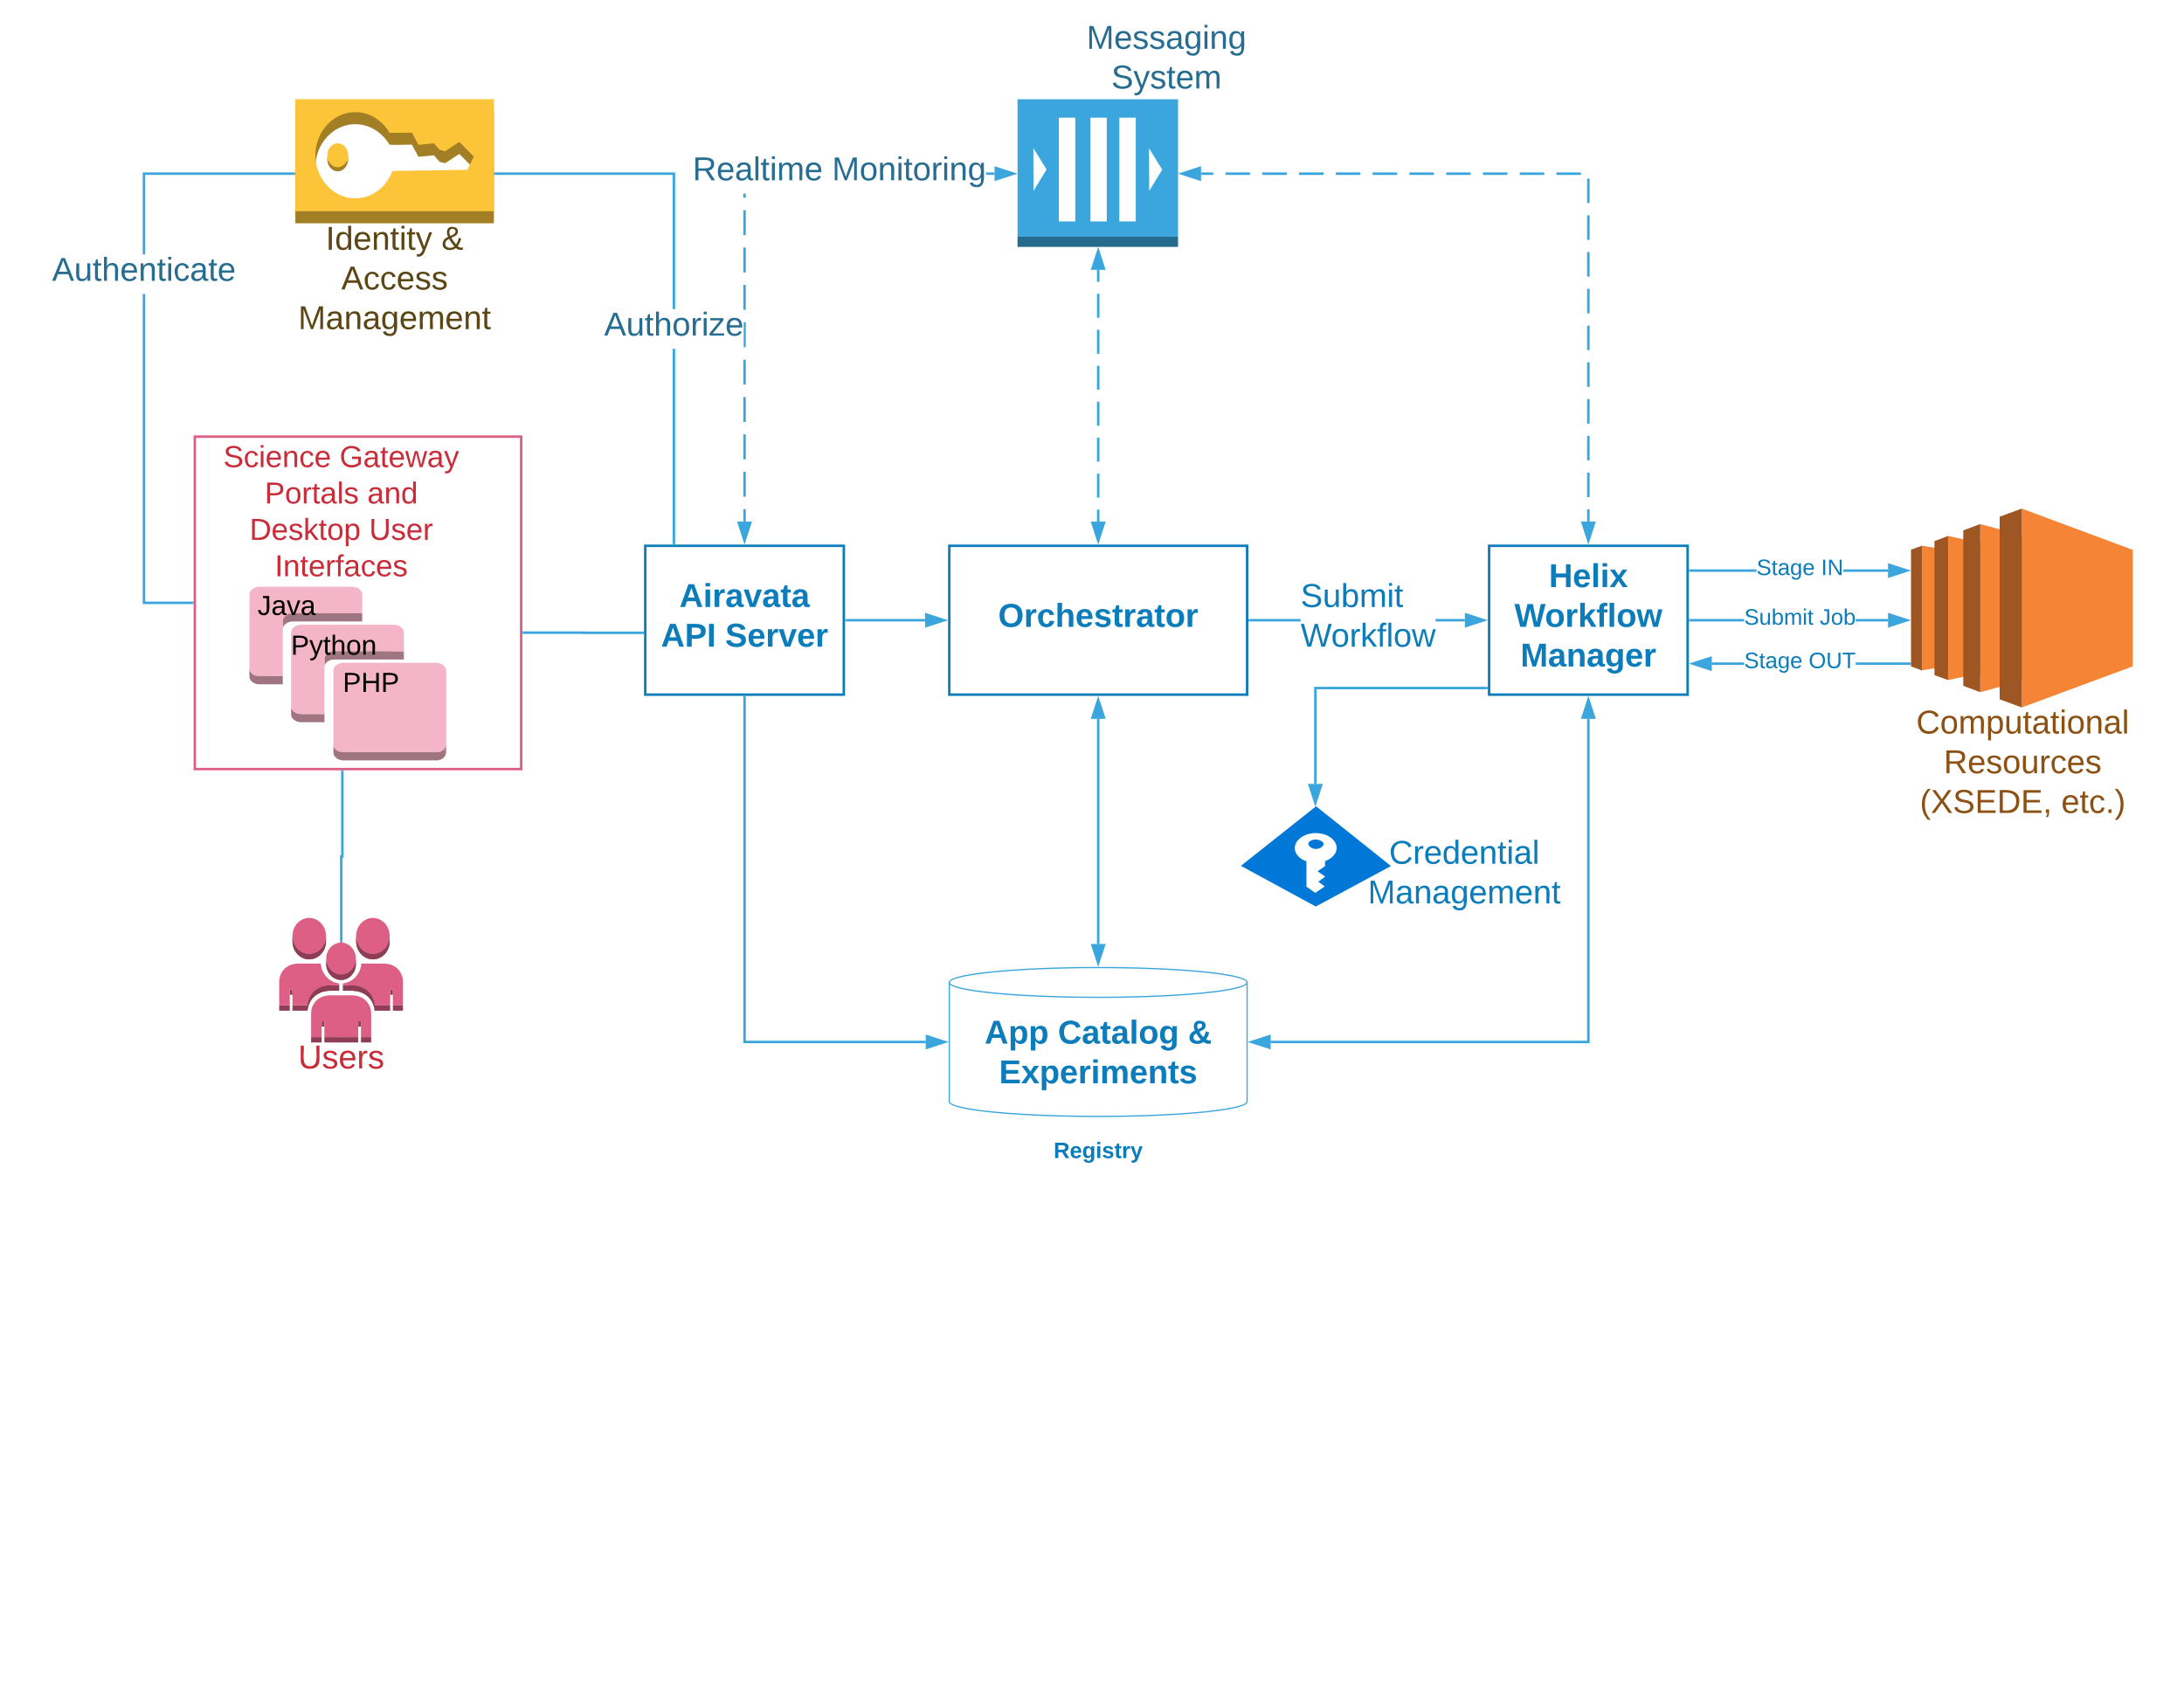 Messaging
System
Realtime Monitoring
Identity &
Access
Management
Authenticate
Authorize
Science Gateway
Portals and
Desktop User
Interfaces
Java
Python
PHP
Airavata
API Server
Orchestrator
Submit
Workflow
Helix
Workflow
Manager
Stage IN
Submit Job
Stage OUT
Computational
Resources
(XSEDE, etc.)
Credential
Management
Users
App Catalog &
Experiments
Registry